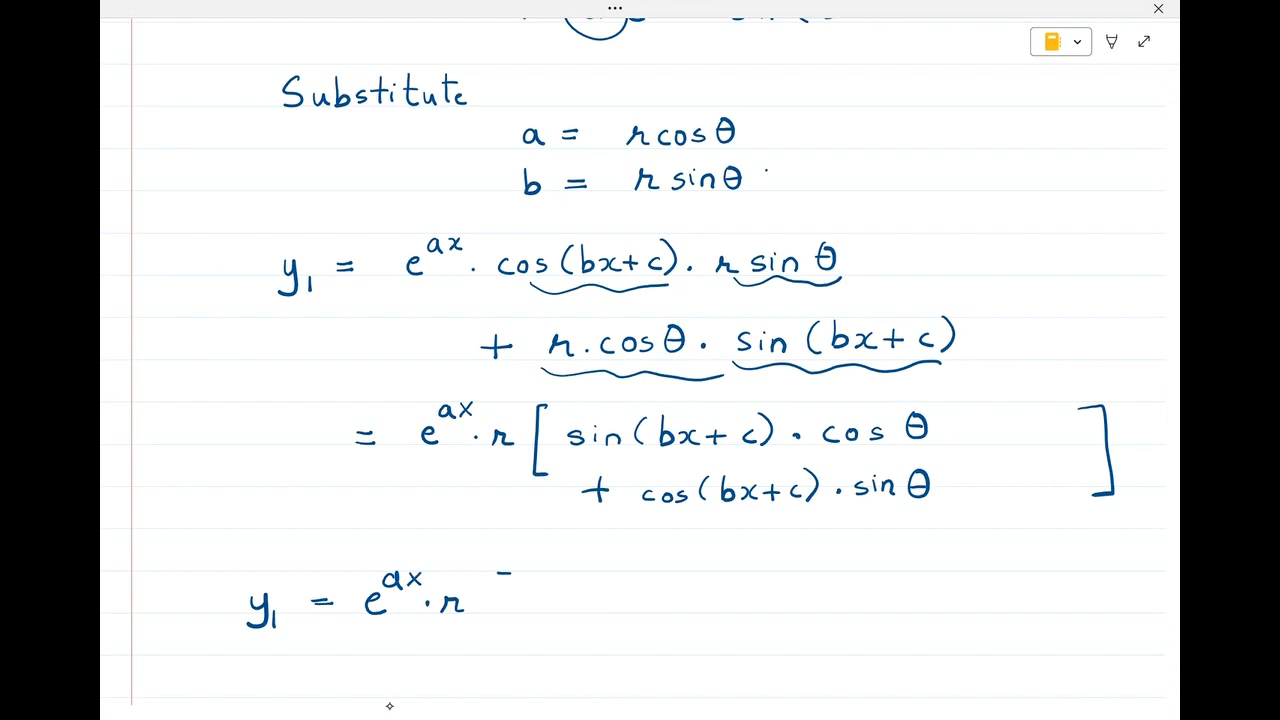 Substitute
a = r cos θ
b = r sin θ
y₁ = e^{ax} · cos (bx + c) · r sin θ
+ r · cos θ · sin (bx + c)
= e^{ax} · r [ sin (bx + c) · cos θ
+ cos (bx + c) · sin θ ]
y₁ = e^{ax} · r